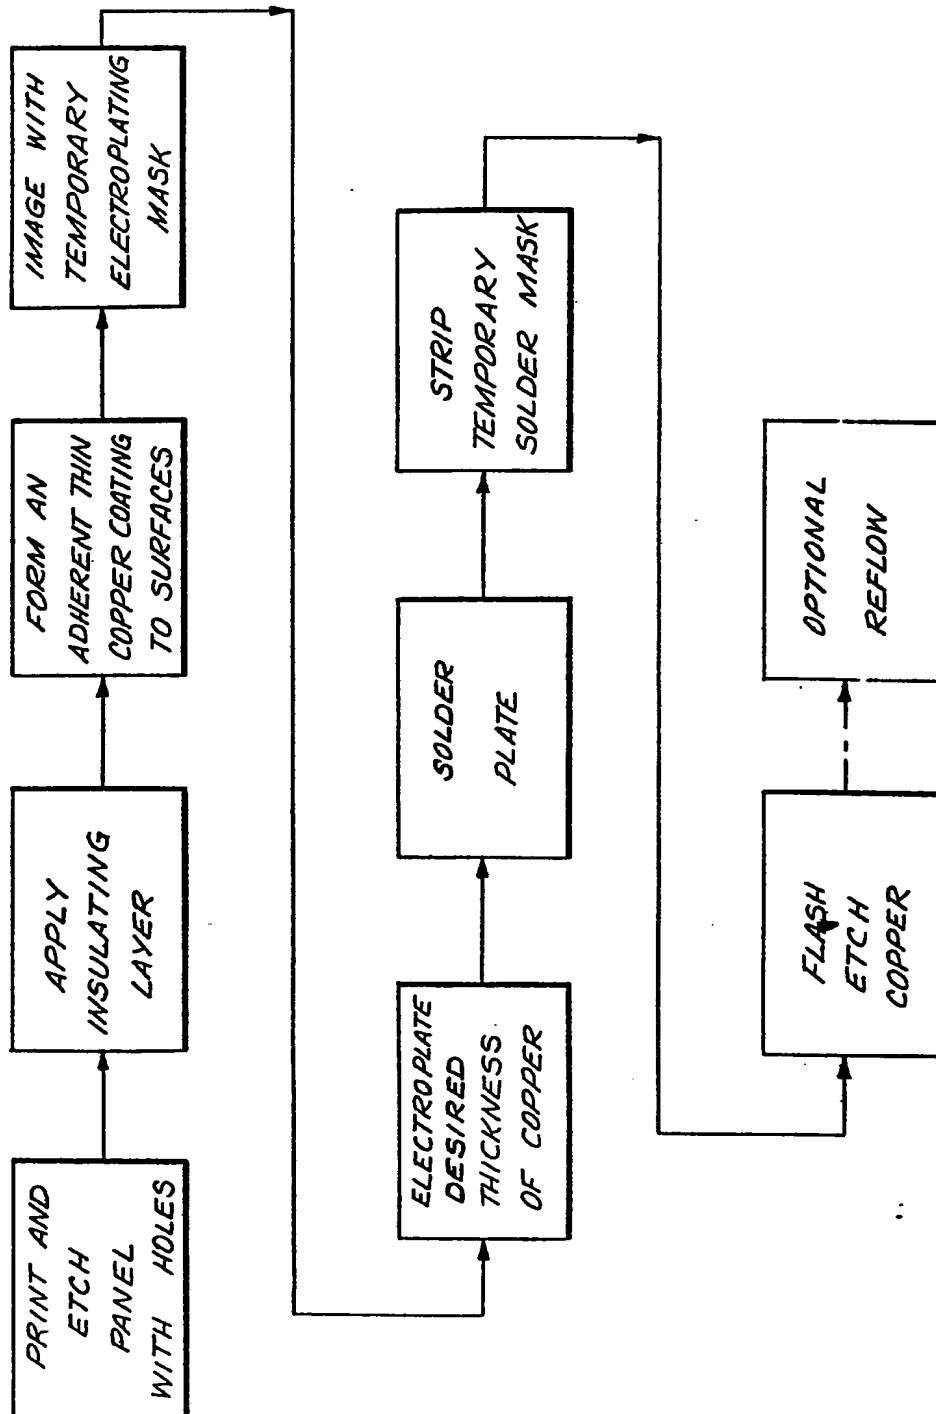 PRINT AND
ETCH
PANEL
WITH HOLES
APPLY
INSULATING
LAYER
FORM AN
ADHERENT THIN
COPPER COATING
TO SURFACES
IMAGE WITH
TEMPORARY
ELECTROPLATING
MASK
ELECTROPLATE
DESIRED
THICKNESS
OF COPPER
SOLDER
PLATE
STRIP
TEMPORARY
SOLDER MASK
FLASH
ETCH
COPPER
OPTIONAL
REFLOW